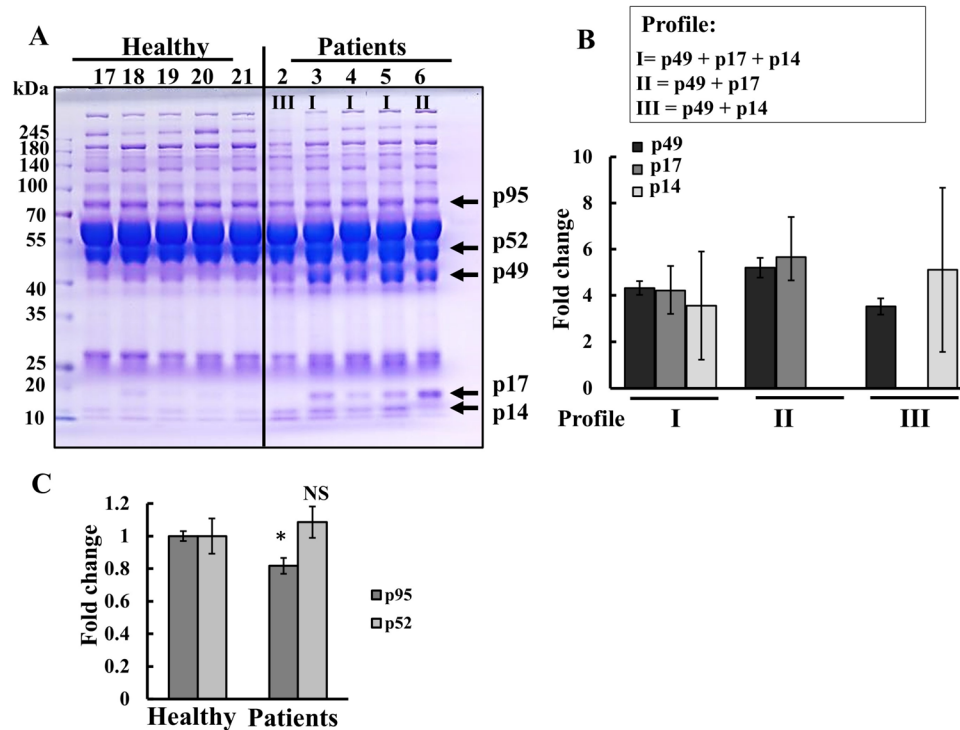 A
Healthy
Patients
kDa
17 18 19 20 21 2 3 4 5 6
III I I I II
245
180
140
100
70
55
40
35
25
20
10
p95
p52
p49
p17
p14
B
Profile:
I= p49 + p17 + p14
II = p49 + p17
III = p49 + p14
p49
p17
p14
Fold change
10
8
6
4
2
0
Profile I II III
C
Fold change
1.2
1
0.8
0.6
0.4
0.2
0
*
NS
p95
p52
Healthy Patients